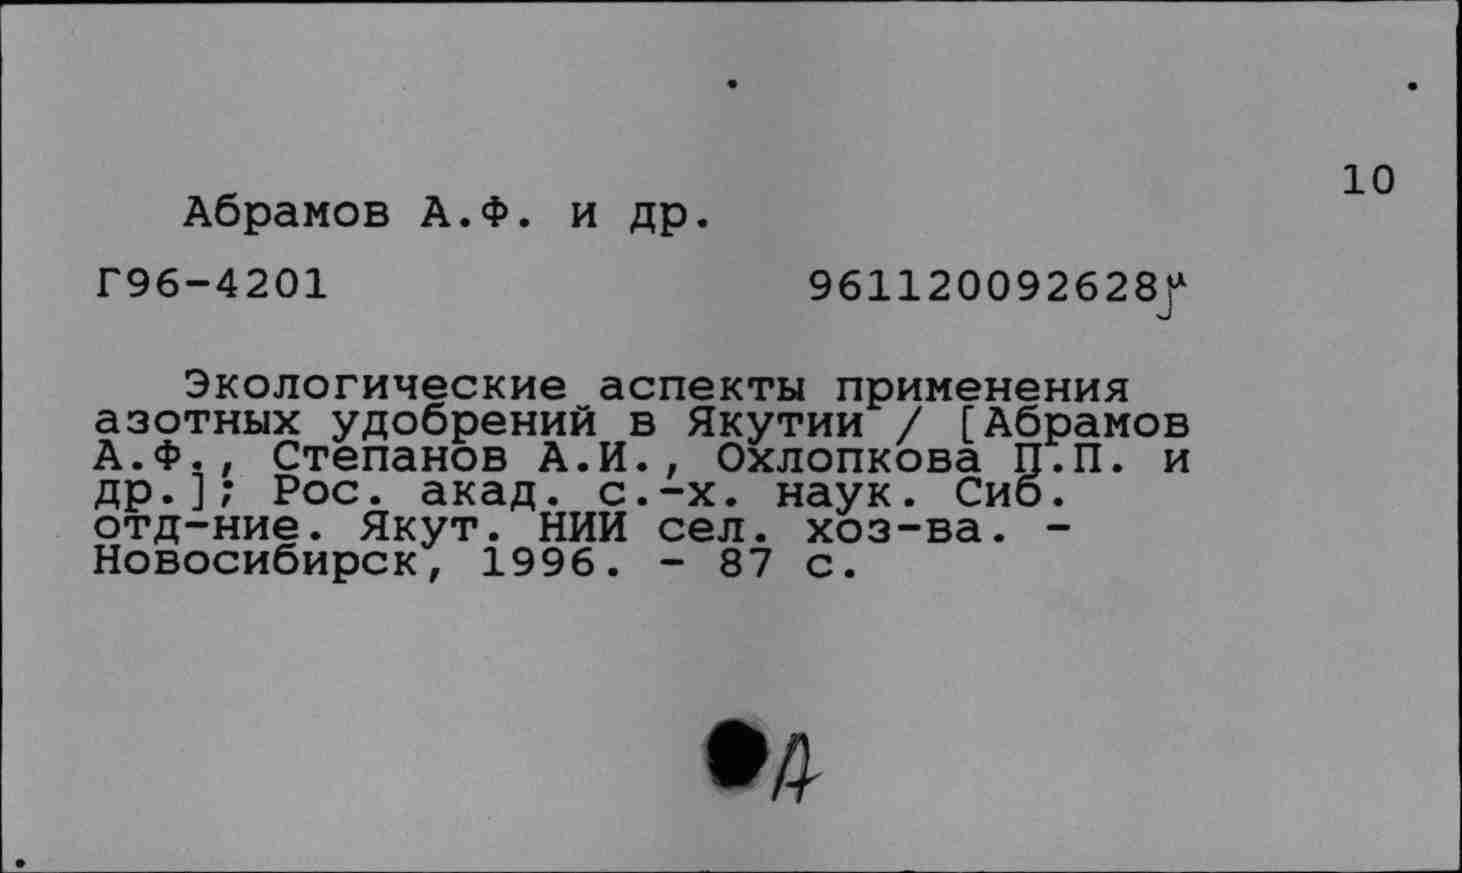 10
Абрамов А.Ф. и др.
Г96-4201 961120092628
Экологические аспекты применения
азотных удобрений в Якутии / [Абрамов
А.Ф., Степанов А.И., Охлопкова П.П. и
др.]; Рос. акад. с.-х. наук. Сиб.
отд-ние. Якут. НИИ сел. хоз-ва. -
Новосибирск, 1996. - 87 с.